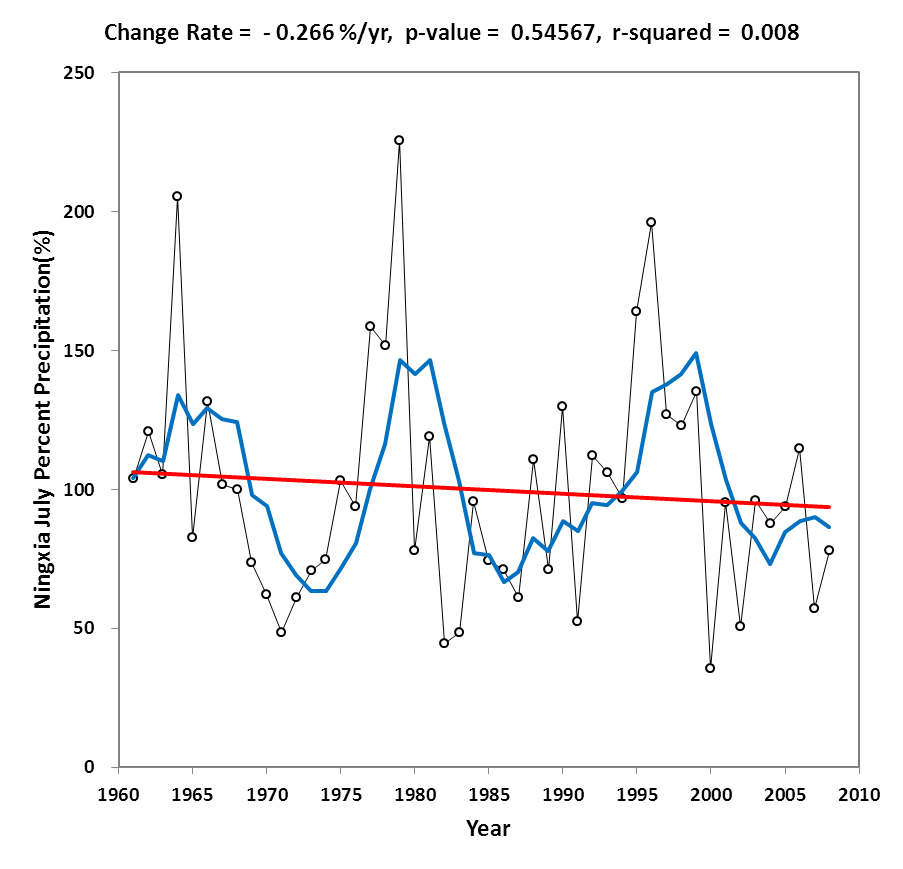 Change Rate = - 0.266 %/yr, p-value = 0.54567, r-squared = 0.008
250
200
150
100
50
0
Ningxia July Percent Precipitation(%)
1960 1965 1970 1975 1980 1985 1990 1995 2000 2005 2010
Year